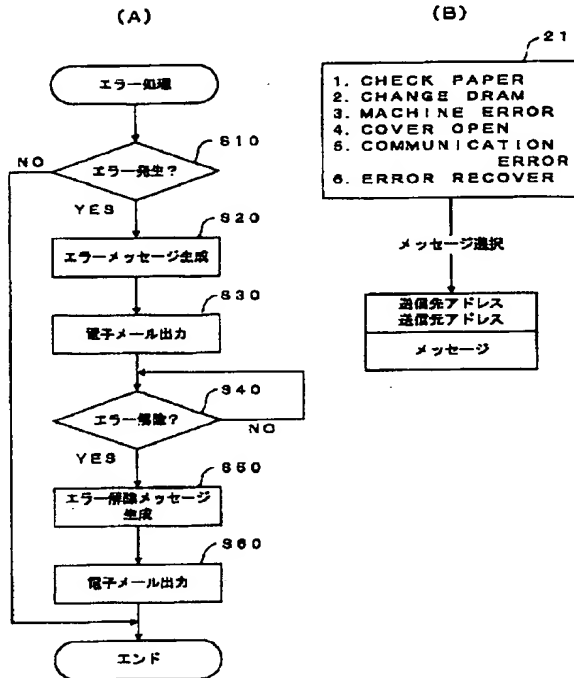 (A)
エラー処理
S10
エラー発生?
NO
YES
S20
エラーメッセージ生成
S30
電子メール出力
S40
エラー解除?
NO
YES
S50
エラー解除メッセージ
生成
S60
電子メール出力
エンド
(B)
21
1. CHECK PAPER
2. CHANGE DRAM
3. MACHINE ERROR
4. COVER OPEN
5. COMMUNICATION
ERROR
6. ERROR RECOVER
メッセージ選択
送信先アドレス
送信元アドレス
メッセージ